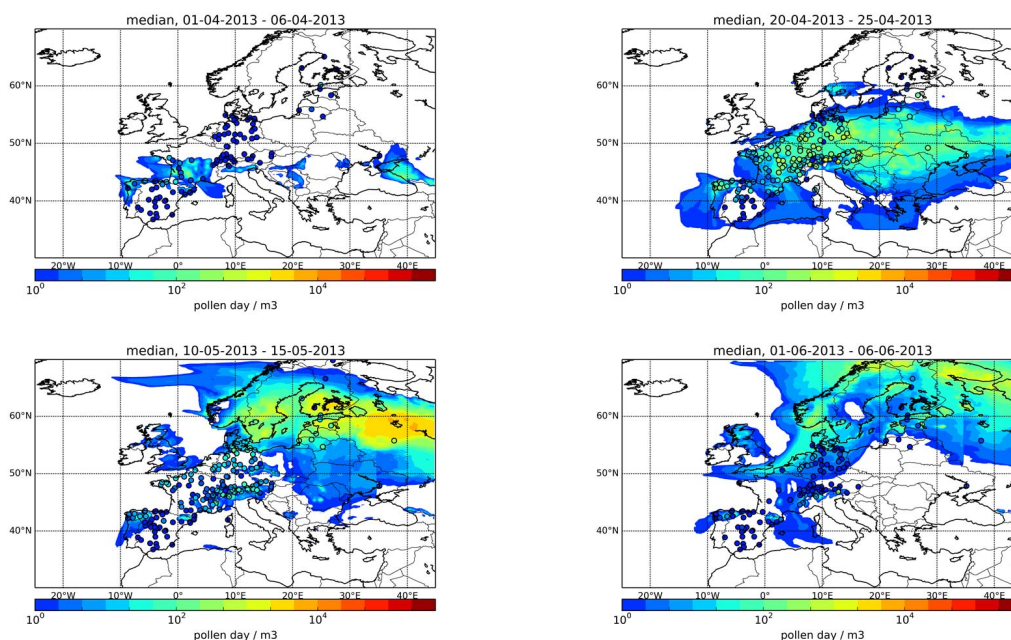 median, 01-04-2013 - 06-04-2013
60°N
50°N
40°N
20°W 10°W 0° 10°E 20°E 30°E 40°E
10⁰ 10² 10⁴
pollen day / m3
median, 20-04-2013 - 25-04-2013
60°N
50°N
40°N
20°W 10°W 0° 10°E 20°E 30°E 40°E
10⁰ 10² 10⁴
pollen day / m3
median, 10-05-2013 - 15-05-2013
60°N
50°N
40°N
20°W 10°W 0° 10°E 20°E 30°E 40°E
10⁰ 10² 10⁴
pollen day / m3
median, 01-06-2013 - 06-06-2013
60°N
50°N
40°N
20°W 10°W 0° 10°E 20°E 30°E 40°E
10⁰ 10² 10⁴
pollen day / m3